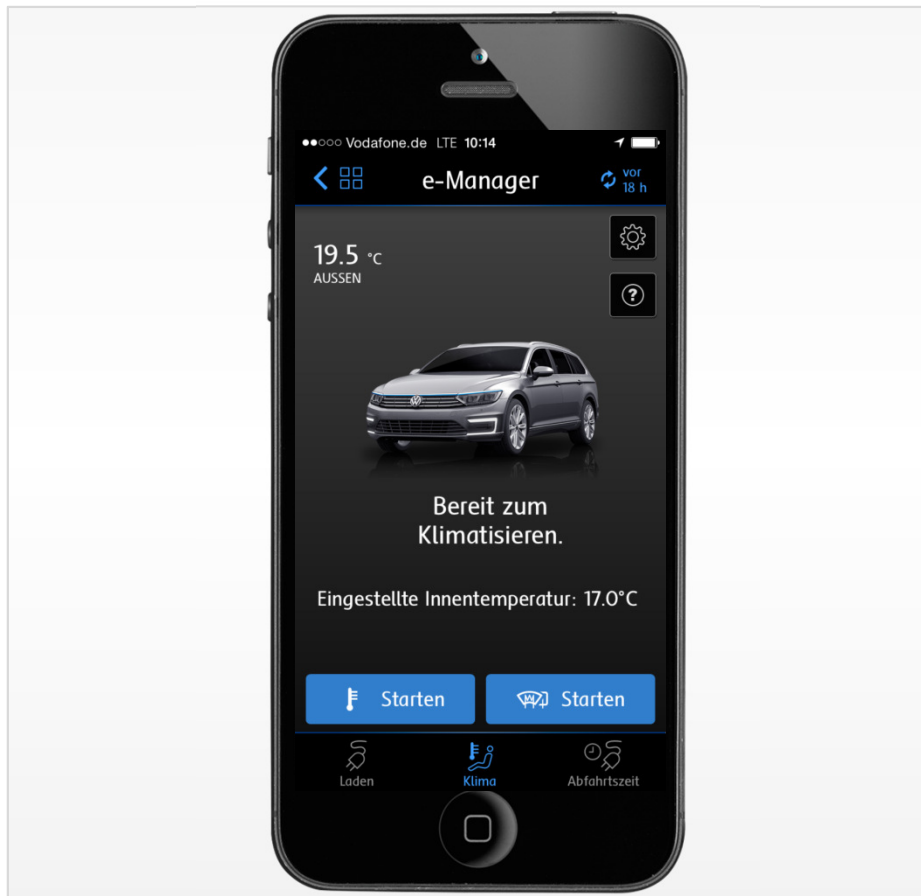 Vodafone.de LTE 10:14
e-Manager
vor
18 h
19.5 °C
AUSSEN
?
Bereit zum
Klimatisieren.
Eingestellte Innentemperatur: 17.0°C
Starten
Starten
Laden
Klima
Abfahrtszeit